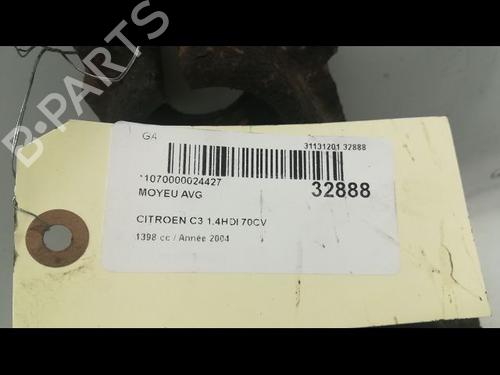 B-PARTS
G4
31131201 32888
*1070000024427
MOYEU AVG
32888
CITROEN C3 1.4HDI 70CV
1398 cc / Année 2004